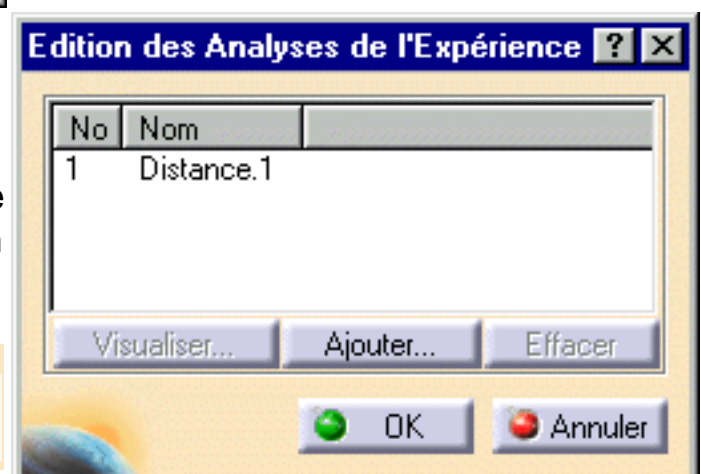 Edition des Analyses de l'Expérience
No Nom
1 Distance.1
Visualiser... Ajouter... Effacer
OK Annuler